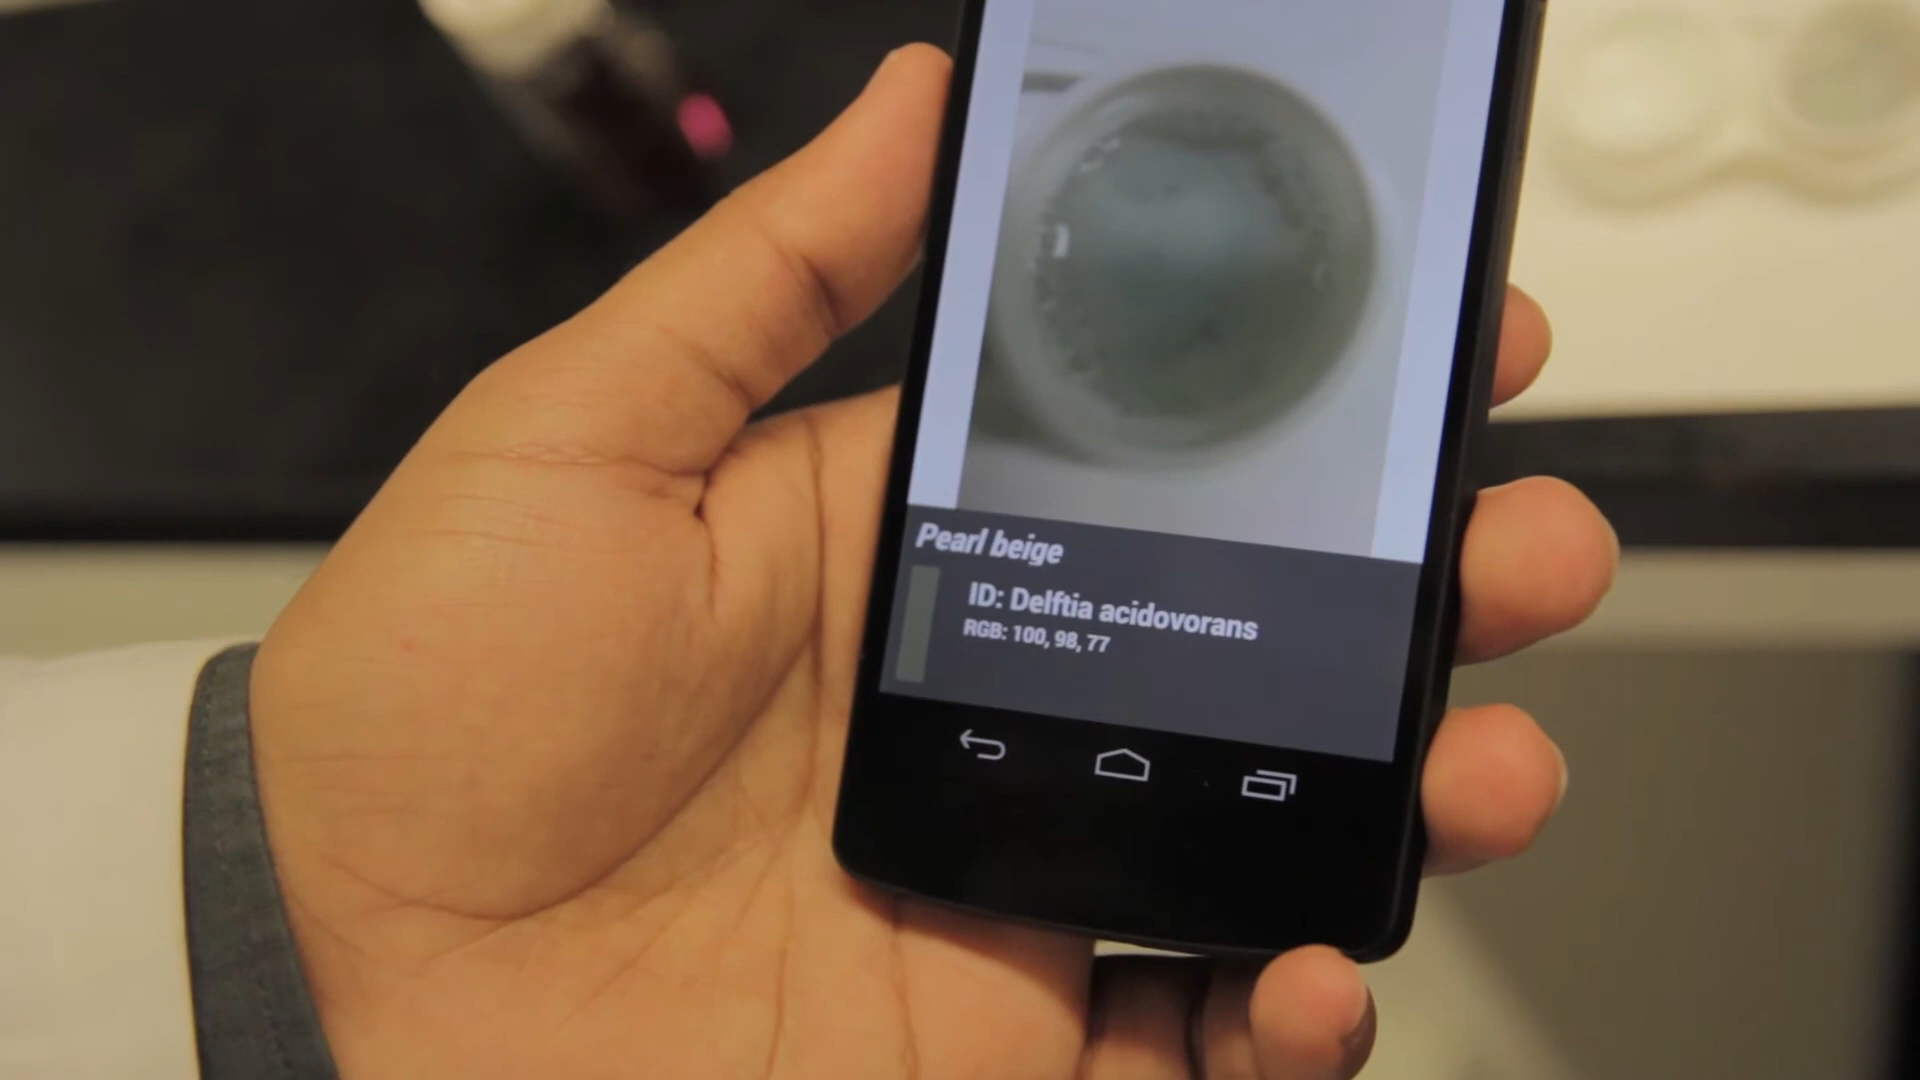 Pearl beige
ID: Delftia acidovorans
RGB: 100, 98, 77